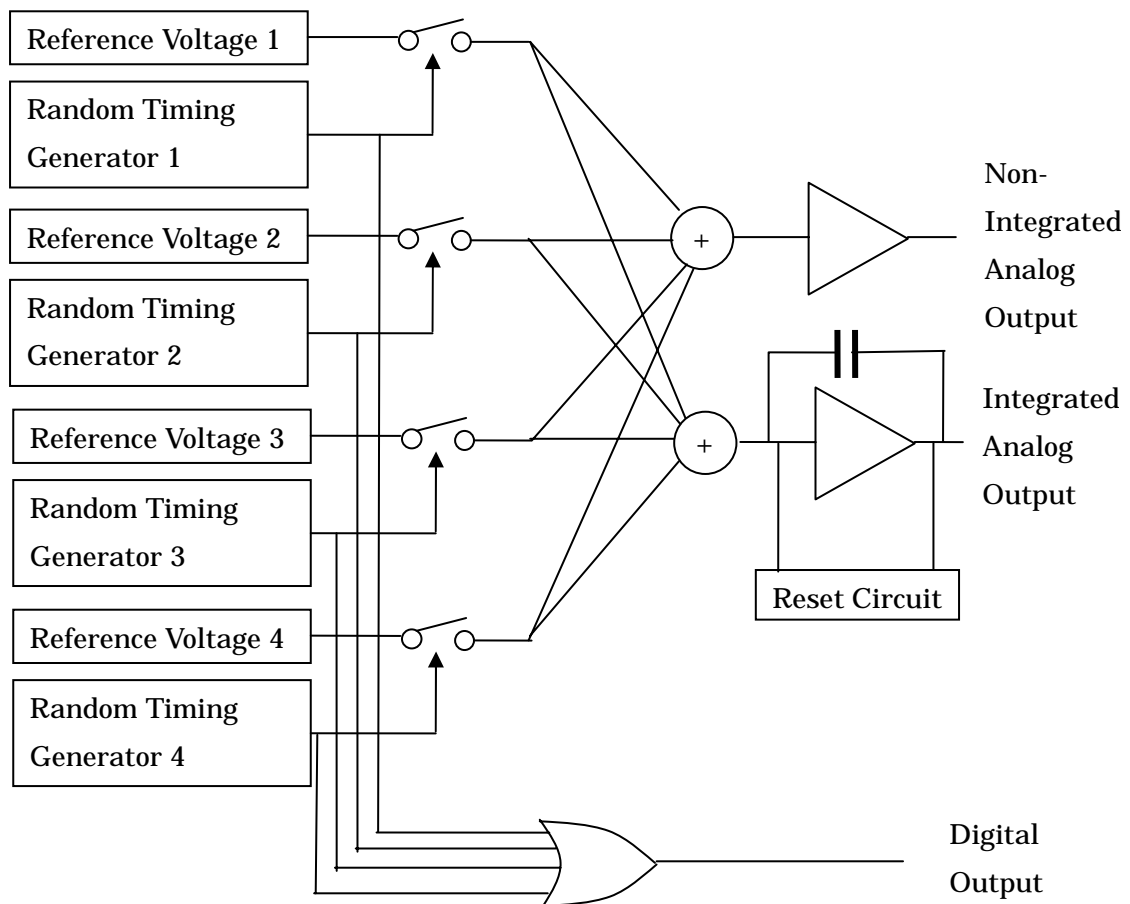 Reference Voltage 1
Random Timing
Generator 1
Reference Voltage 2
Random Timing
Generator 2
Reference Voltage 3
Random Timing
Generator 3
Reference Voltage 4
Random Timing
Generator 4
+
+
Non-
Integrated
Analog
Output
Integrated
Analog
Output
Reset Circuit
Digital
Output